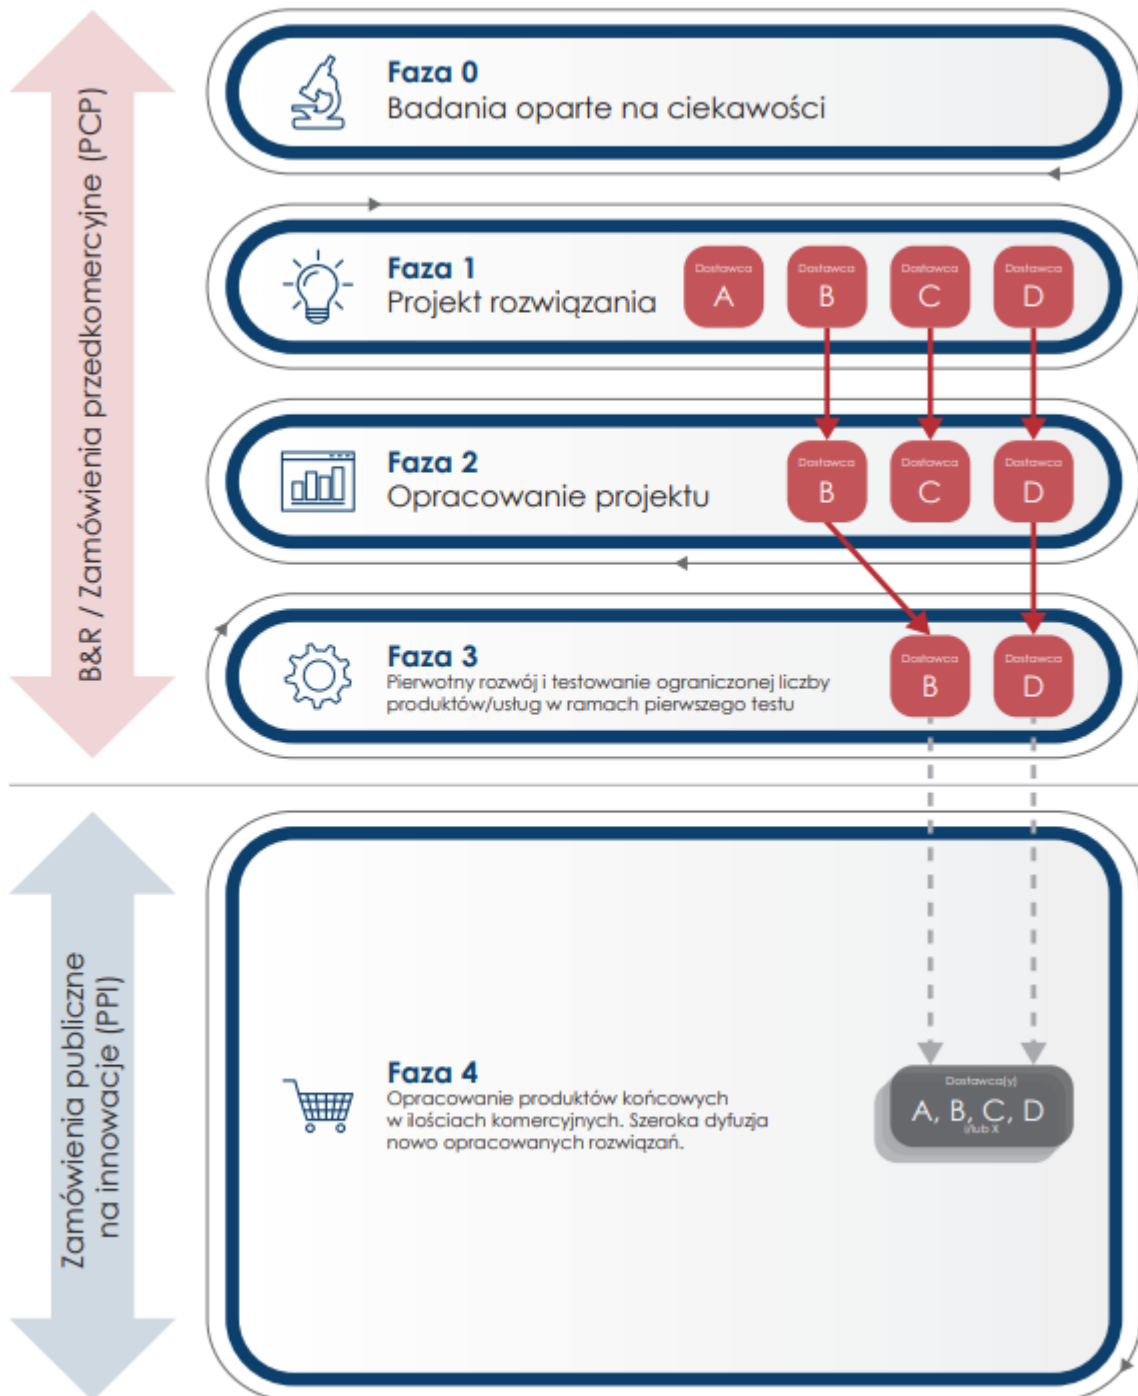 B&R / Zamówienia przedkomercyjne (PCP)
Faza 0
Badania oparte na ciekawości
Faza 1
Projekt rozwiązania
Dostawca
A
Dostawca
B
Dostawca
C
Dostawca
D
Faza 2
Opracowanie projektu
Dostawca
B
Dostawca
C
Dostawca
D
Faza 3
Pierwotny rozwój i testowanie ograniczonej liczby
produktów/usług w ramach pierwszego testu
Dostawca
B
Dostawca
D
Zamówienia publiczne
na innowacje (PPI)
Faza 4
Opracowanie produktów końcowych
w ilościach komercyjnych. Szeroka dyfuzja
nowo opracowanych rozwiązań.
Dostawca(y)
A, B, C, D
i/lub X